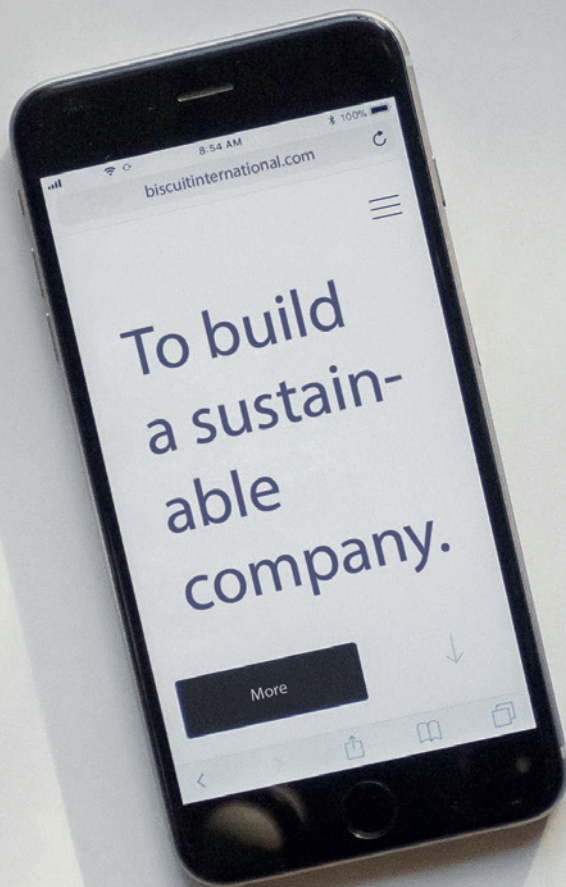 8:54 AM
100%
biscuitinternational.com
To build
a sustain-
able
company.
More